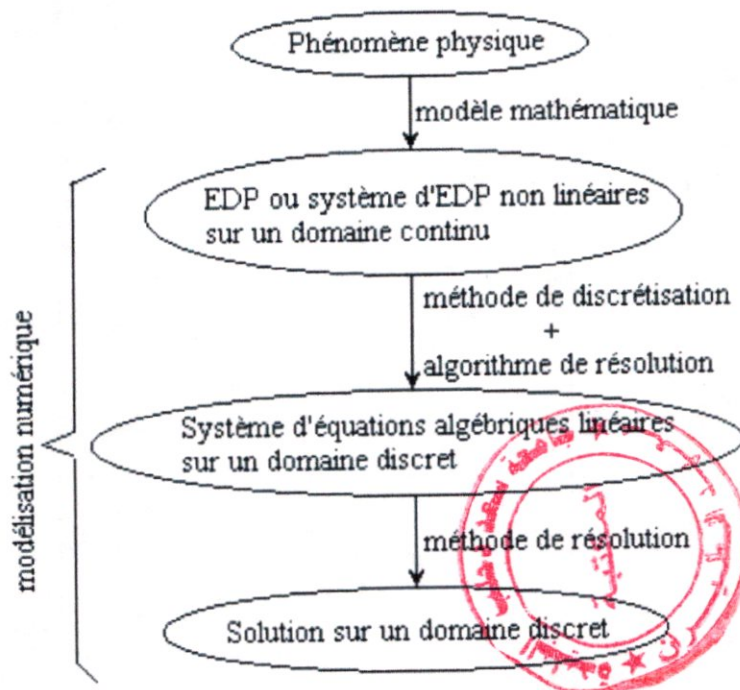 Phénomène physique
modèle mathématique
EDP ou système d'EDP non linéaires
sur un domaine continu
méthode de discrétisation
+
algorithme de résolution
Système d'équations algébriques linéaires
sur un domaine discret
méthode de résolution
Solution sur un domaine discret
modélisation numérique